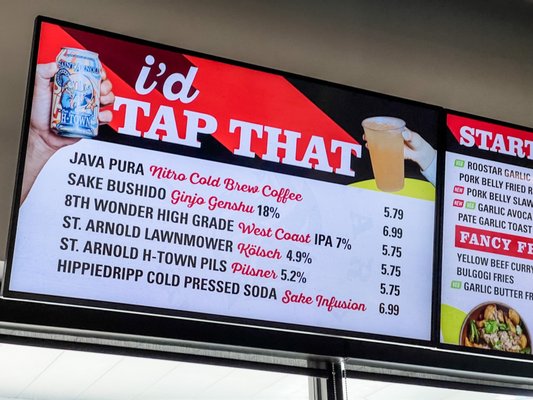 SAINT ARNOLD
H-TOWN
i'd
TAP THAT
JAVA PURA Nitro Cold Brew Coffee 5.79
SAKE BUSHIDO Ginjo Genshu 18% 6.99
8TH WONDER HIGH GRADE West Coast IPA 7% 5.75
ST. ARNOLD LAWNMOWER Kölsch 4.9% 5.75
ST. ARNOLD H-TOWN PILS Pilsner 5.2% 5.75
HIPPIEDRIPP COLD PRESSED SODA Sake Infusion 6.99
START
ROOSTAR GARLIC
PORK BELLY FRIED R
PORK BELLY SLAW
GARLIC AVOCA
PATE GARLIC TOAST
FANCY FR
YELLOW BEEF CURRY
BULGOGI FRIES
GARLIC BUTTER FR